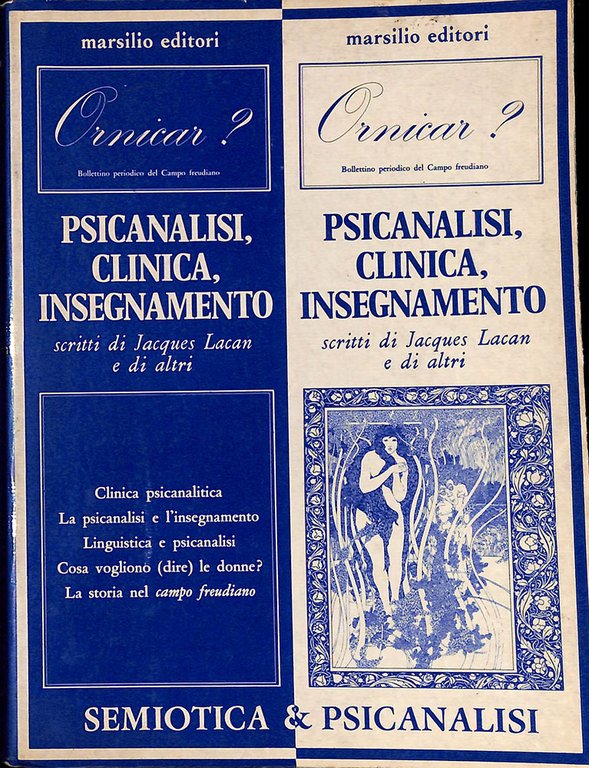 marsilio editori
Ornicar ?
Bollettino periodico del Campo freudiano
PSICANALISI,
CLINICA,
INSEGNAMENTO
scritti di Jacques Lacan
e di altri
Clinica psicanalitica
La psicanalisi e l'insegnamento
Linguistica e psicanalisi
Cosa vogliono (dire) le donne?
La storia nel campo freudiano
marsilio editori
Ornicar ?
Bollettino periodico del Campo freudiano
PSICANALISI,
CLINICA,
INSEGNAMENTO
scritti di Jacques Lacan
e di altri
SEMIOTICA & PSICANALISI